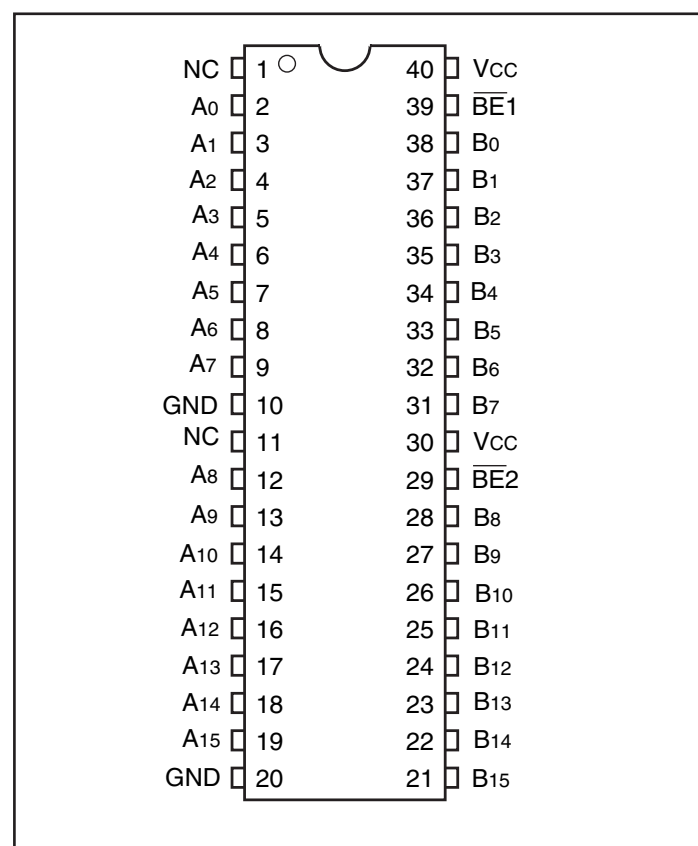 NC 1 40 VCC
A0 2 39 B̅E̅1
A1 3 38 B0
A2 4 37 B1
A3 5 36 B2
A4 6 35 B3
A5 7 34 B4
A6 8 33 B5
A7 9 32 B6
GND 10 31 B7
NC 11 30 VCC
A8 12 29 B̅E̅2
A9 13 28 B8
A10 14 27 B9
A11 15 26 B10
A12 16 25 B11
A13 17 24 B12
A14 18 23 B13
A15 19 22 B14
GND 20 21 B15